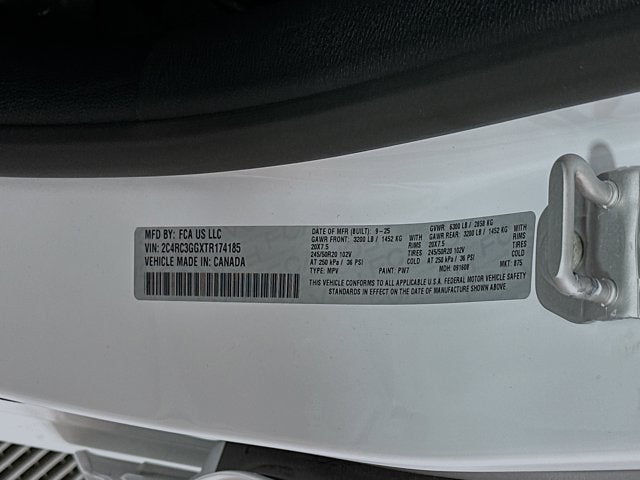 MFD BY: FCA US LLC
VIN: 2C4RC3GGXTR174185
VEHICLE MADE IN: CANADA
DATE OF MFR (BUILT): 9-25 GVWR: 6300 LB / 2858 KG
GAWR FRONT: 3200 LB / 1452 KG WITH GAWR REAR: 3200 LB / 1452 KG WITH
20X7.5 RIMS 20X7.5 RIMS
245/50R20 102V TIRES 245/50R20 102V TIRES
AT 250 kPa / 36 PSI COLD AT 250 kPa / 36 PSI COLD
TYPE: MPV PAINT: PW7 MDH: 091608 MKT: 875
THIS VEHICLE CONFORMS TO ALL APPLICABLE U.S.A. FEDERAL MOTOR VEHICLE SAFETY
STANDARDS IN EFFECT ON THE DATE OF MANUFACTURE SHOWN ABOVE